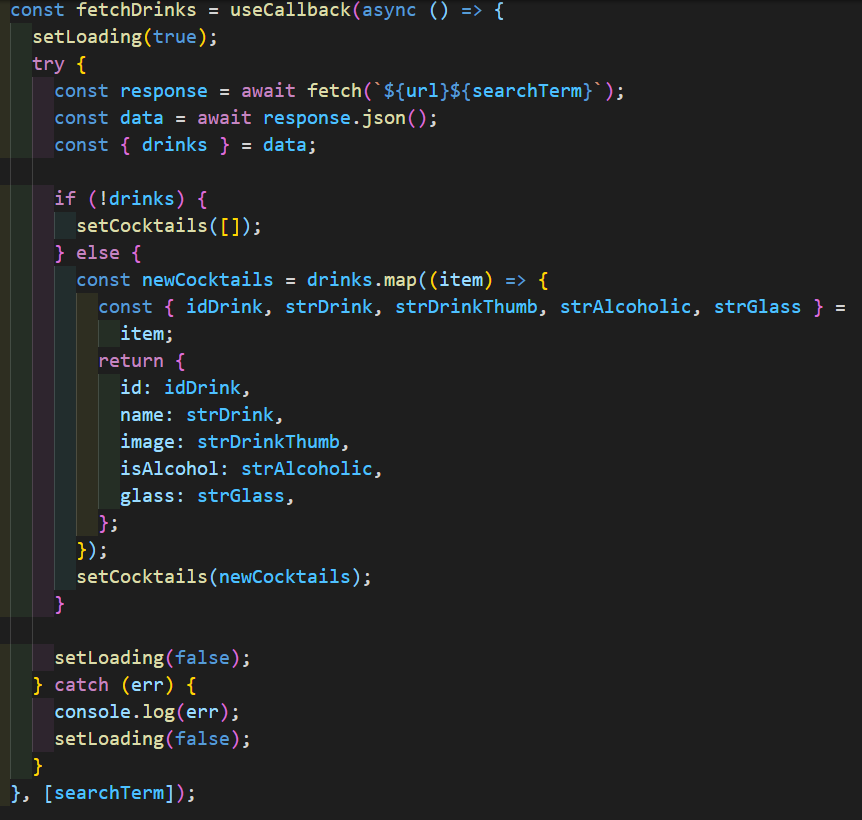 const fetchDrinks = useCallback(async () => {
  setLoading(true);
  try {
    const response = await fetch(`${url}${searchTerm}`);
    const data = await response.json();
    const { drinks } = data;

    if (!drinks) {
      setCocktails([]);
    } else {
      const newCocktails = drinks.map((item) => {
        const { idDrink, strDrink, strDrinkThumb, strAlcoholic, strGlass } =
          item;
        return {
          id: idDrink,
          name: strDrink,
          image: strDrinkThumb,
          isAlcohol: strAlcoholic,
          glass: strGlass,
        };
      });
      setCocktails(newCocktails);
    }

    setLoading(false);
  } catch (err) {
    console.log(err);
    setLoading(false);
  }
}, [searchTerm]);